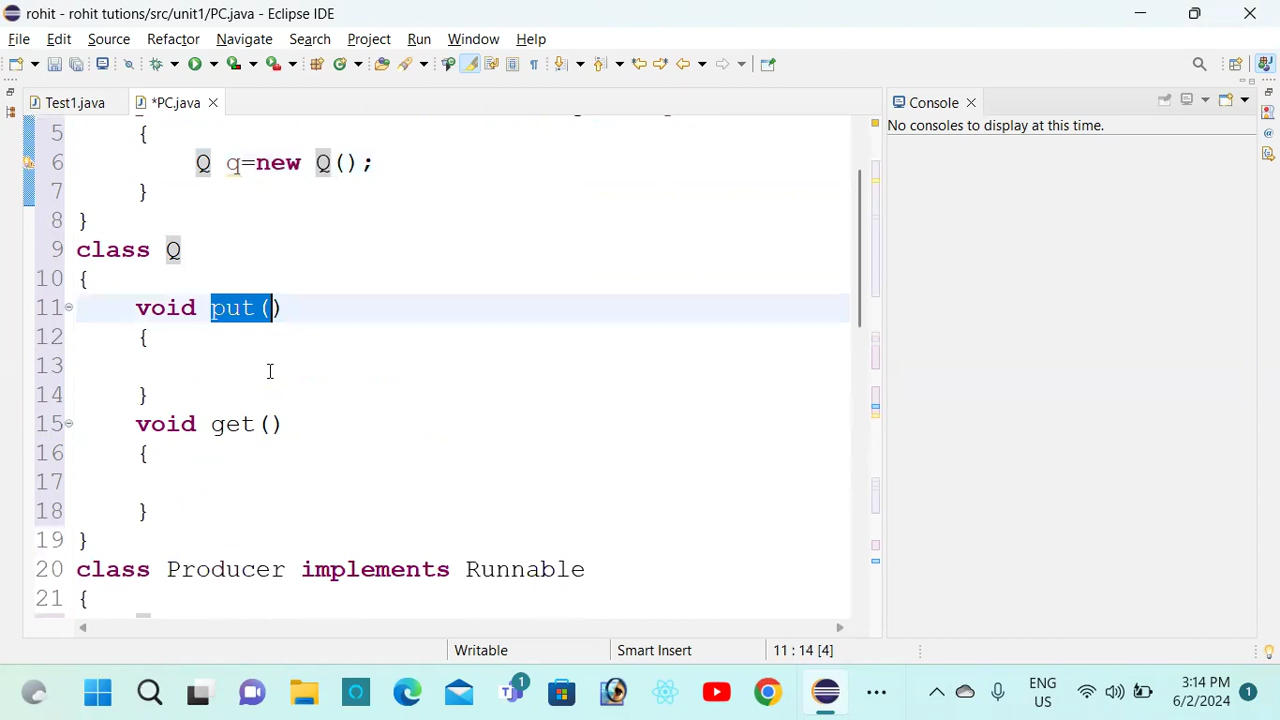 rohit - rohit tutions/src/unit1/PC.java - Eclipse IDE
File Edit Source Refactor Navigate Search Project Run Window Help
Test1.java *PC.java Console
No consoles to display at this time.
5 {
6 Q q=new Q();
7 }
8 }
9 class Q
10 {
11 void put()
12 {
13
14 }
15 void get()
16 {
17
18 }
19 }
20 class Producer implements Runnable
21 {
Writable Smart Insert 11 : 14 [4]
1 ENG US 3:14 PM 6/2/2024 1